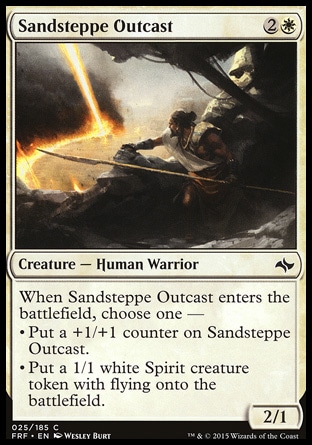 Sandsteppe Outcast 2
Creature — Human Warrior
When Sandsteppe Outcast enters the
battlefield, choose one —
• Put a +1/+1 counter on Sandsteppe
Outcast.
• Put a 1/1 white Spirit creature
token with flying onto the
battlefield.
2/1
025/185 C
FRF • EN Wesley Burt
™ & © 2015 Wizards of the Coast